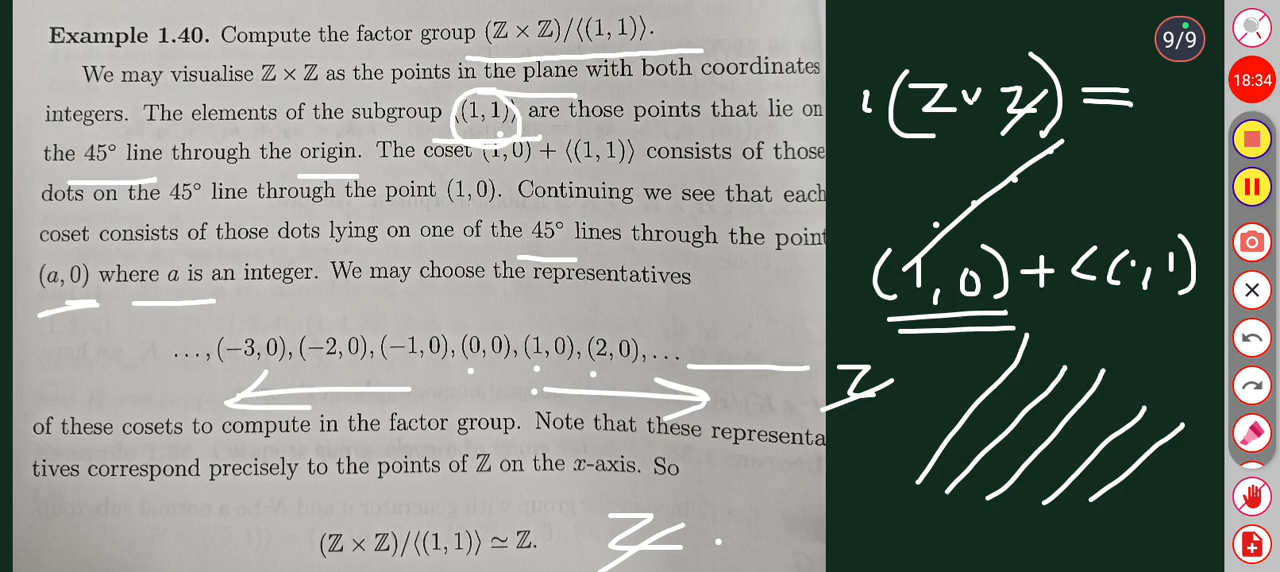 Example 1.40. Compute the factor group (ℤ × ℤ)/⟨(1, 1)⟩.
We may visualise ℤ × ℤ as the points in the plane with both coordinates
integers. The elements of the subgroup ⟨(1, 1)⟩ are those points that lie on
the 45° line through the origin. The coset (1, 0) + ⟨(1, 1)⟩ consists of those
dots on the 45° line through the point (1, 0). Continuing we see that each
coset consists of those dots lying on one of the 45° lines through the point
(a, 0) where a is an integer. We may choose the representatives
..., (−3, 0), (−2, 0), (−1, 0), (0, 0), (1, 0), (2, 0), ...
of these cosets to compute in the factor group. Note that these representa
tives correspond precisely to the points of ℤ on the x-axis. So
(ℤ × ℤ)/⟨(1, 1)⟩ ≃ ℤ.
ℤ
(ℤ × ℤ) =
(1, 0) + <(1, 1)
ℤ
9/9
18:34